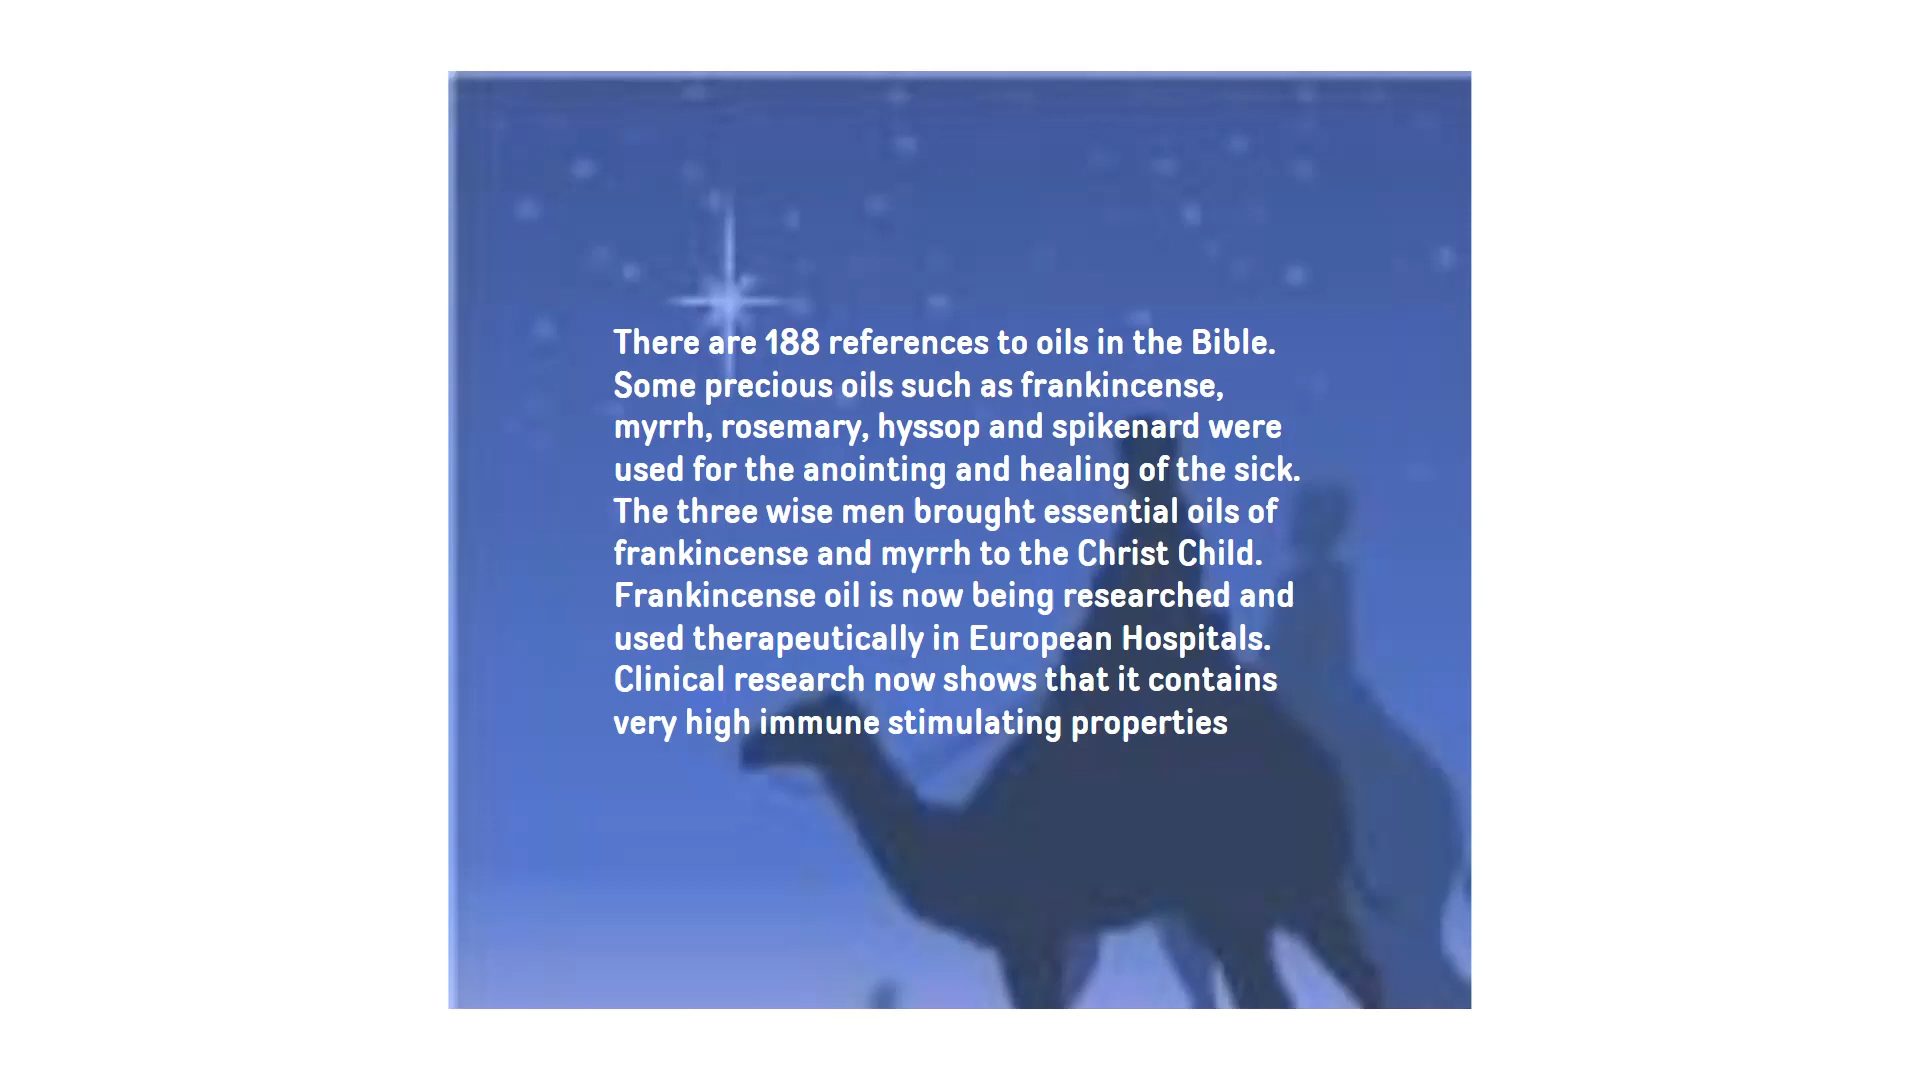 There are 188 references to oils in the Bible.
Some precious oils such as frankincense,
myrrh, rosemary, hyssop and spikenard were
used for the anointing and healing of the sick.
The three wise men brought essential oils of
frankincense and myrrh to the Christ Child.
Frankincense oil is now being researched and
used therapeutically in European Hospitals.
Clinical research now shows that it contains
very high immune stimulating properties